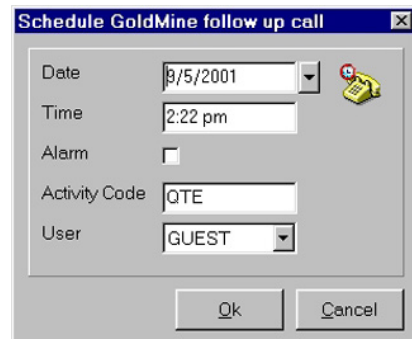 Schedule GoldMine follow up call
Date 9/5/2001
Time 2:22 pm
Alarm
Activity Code QTE
User GUEST
Ok Cancel